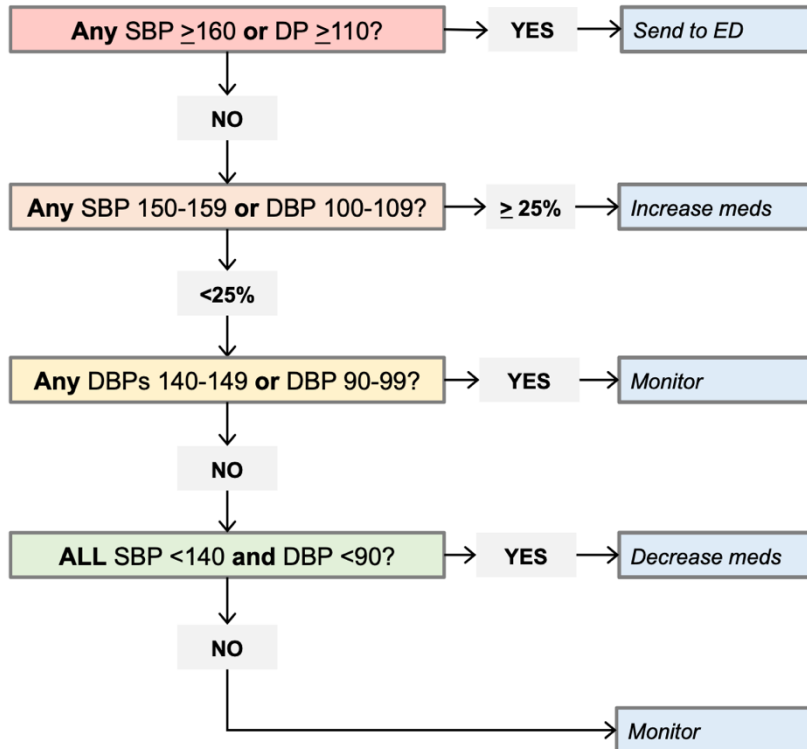 Any SBP ≥160 or DP ≥110?
YES
Send to ED
NO
Any SBP 150-159 or DBP 100-109?
≥ 25%
Increase meds
<25%
Any DBPs 140-149 or DBP 90-99?
YES
Monitor
NO
ALL SBP <140 and DBP <90?
YES
Decrease meds
NO
Monitor